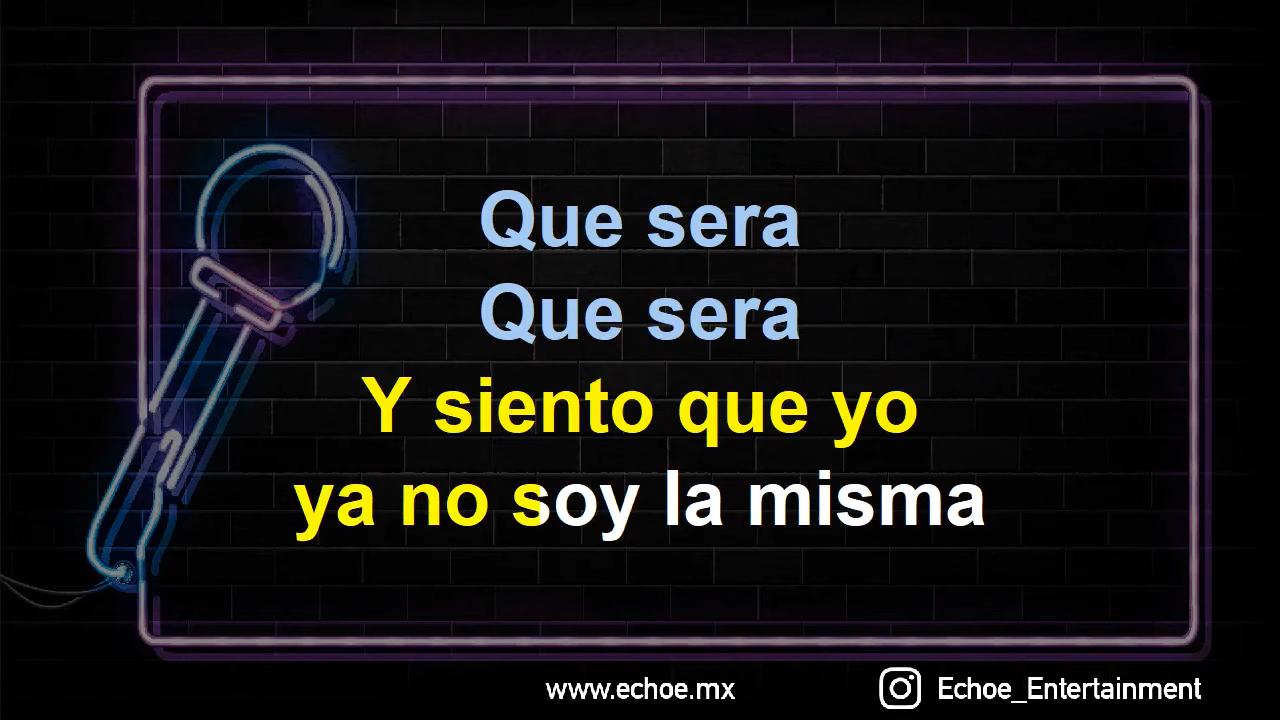 Que sera
Que sera
Y siento que yo
ya no soy la misma
www.echoe.mx
Echoe_Entertainment